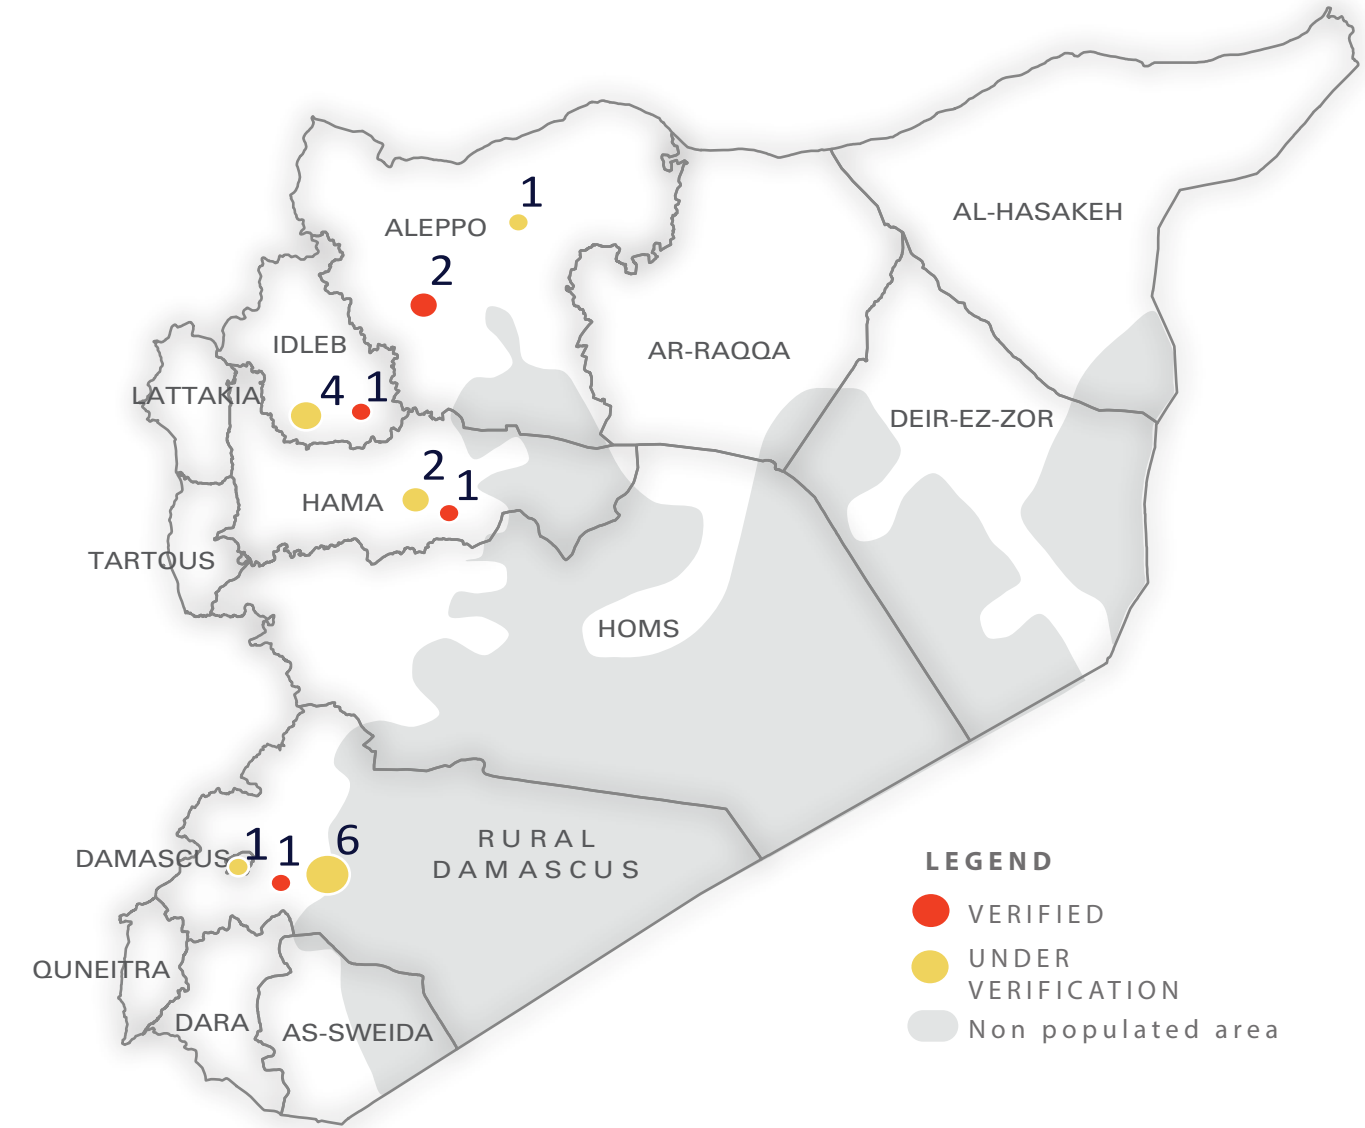 1
ALEPPO
AL-HASAKEH
2
IDLEB
AR-RAQQA
LATTAKIA
4
1
DEIR-EZ-ZOR
2
1
HAMA
TARTOUS
HOMS
DAMASCUS
1
1
6
RURAL
DAMASCUS
LEGEND
VERIFIED
UNDER
VERIFICATION
Non populated area
QUNEITRA
DARA
AS-SWEIDA